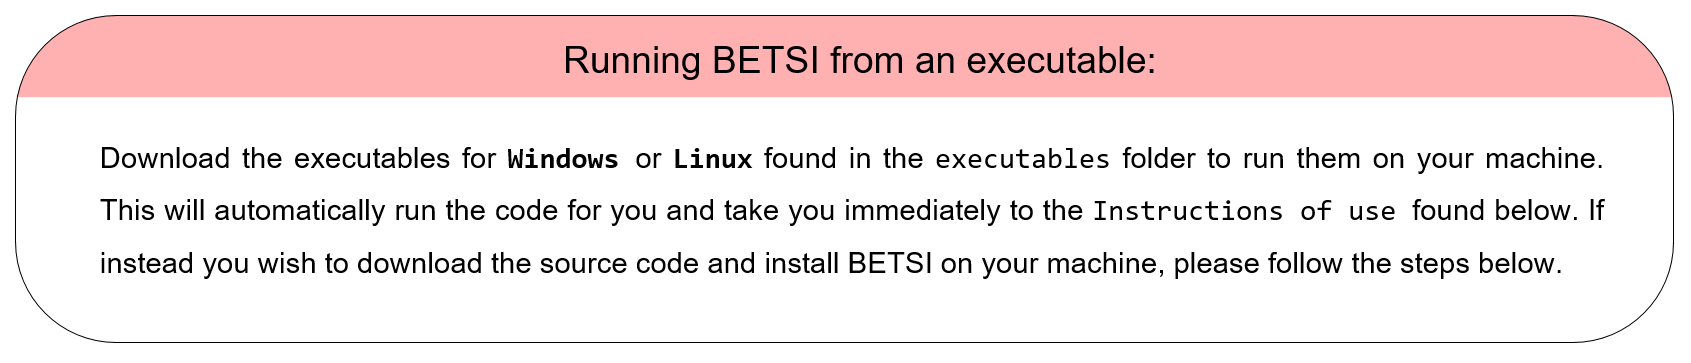 Running BETSI from an executable:
Download the executables for Windows or Linux found in the executables folder to run them on your machine.
This will automatically run the code for you and take you immediately to the Instructions of use found below. If
instead you wish to download the source code and install BETSI on your machine, please follow the steps below.